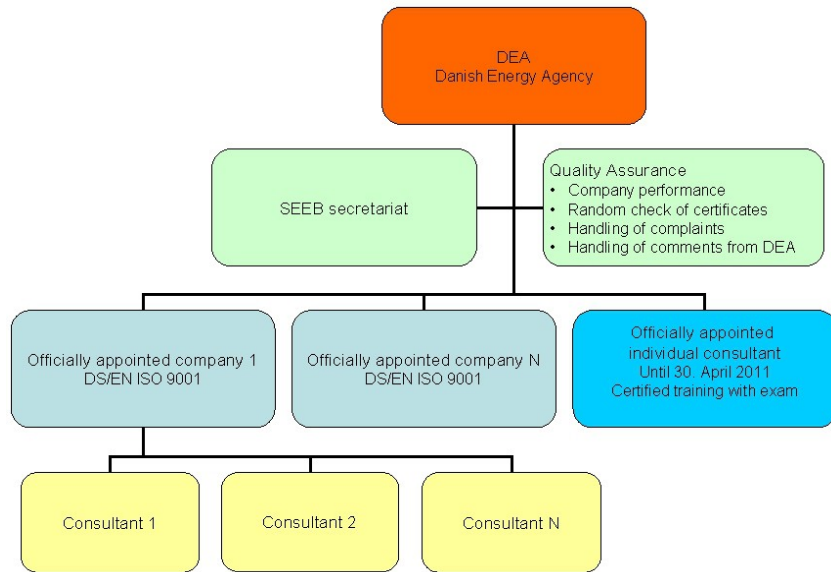 DEA
Danish Energy Agency
SEEB secretariat
Quality Assurance
• Company performance
• Random check of certificates
• Handling of complaints
• Handling of comments from DEA
Officially appointed company 1
DS/EN ISO 9001
Officially appointed company N
DS/EN ISO 9001
Officially appointed
individual consultant
Until 30. April 2011
Certified training with exam
Consultant 1
Consultant 2
Consultant N